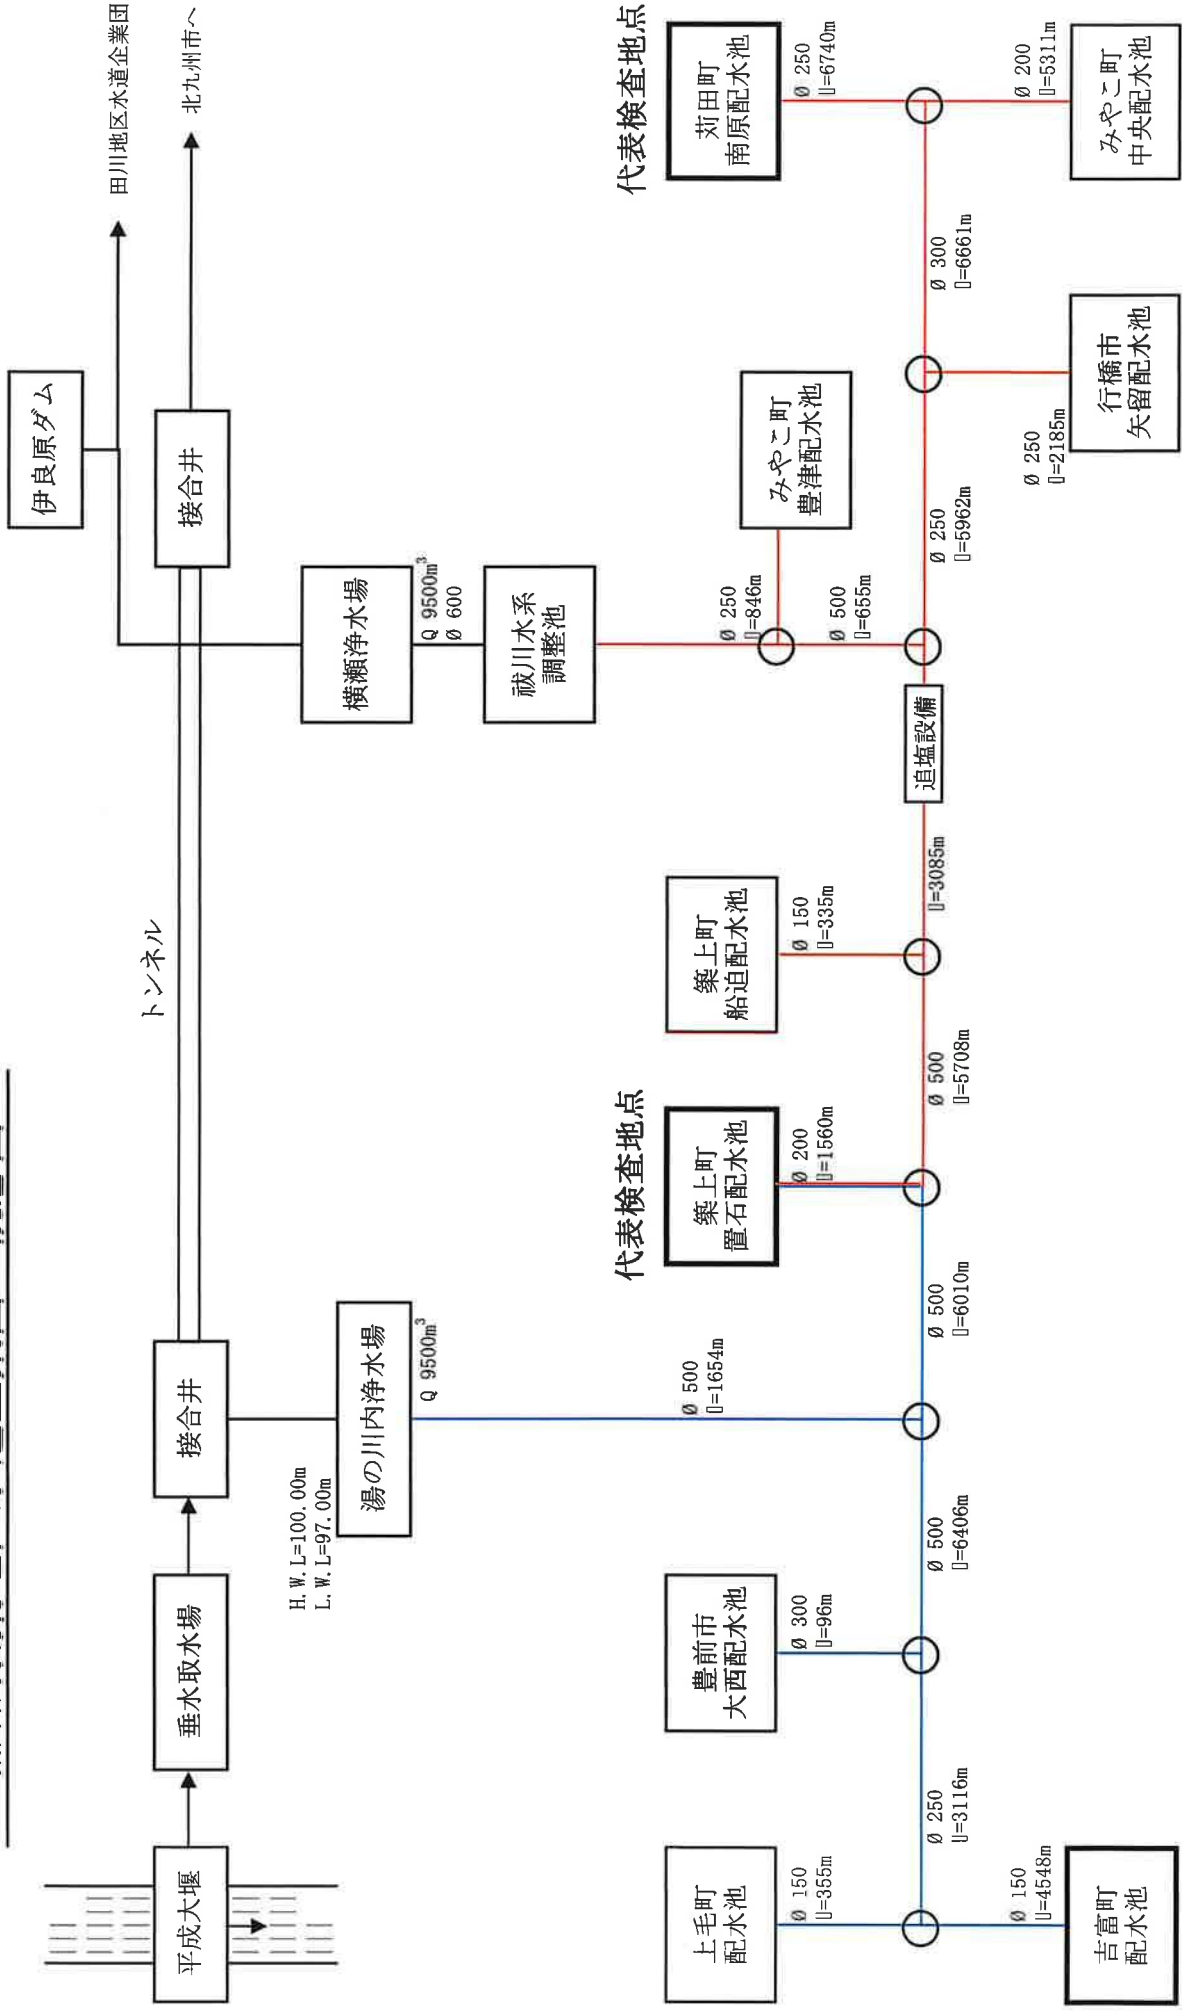 平成大堰
垂水取水場
接合井
トンネル
接合井
北九州市へ
田川地区水道企業団
伊良原ダム
H.W.L=100.00m
L.W.L=97.00m
湯の川内浄水場
Q 9500m³
横瀬浄水場
Q 9500m³
Ø 600
祓川水系
調整池
Ø 500
=1654m
Ø 250
=846m
みやこ町
豊津配水池
Ø 500
=655m
上毛町
配水池
Ø 150
=355m
豊前市
大西配水池
Ø 300
=96m
代表検査地点
築上町
置石配水池
Ø 200
=1560m
築上町
船迫配水池
Ø 150
=335m
代表検査地点
苅田町
南原配水池
Ø 250
=6740m
Ø 250
=3116m
Ø 500
=6406m
Ø 500
=6010m
Ø 500
=5708m
=3085m
追塩設備
Ø 250
=5962m
Ø 300
=6661m
Ø 150
=4548m
吉富町
配水池
Ø 250
=2185m
行橋市
矢留配水池
Ø 200
=5311m
みやこ町
中央配水池